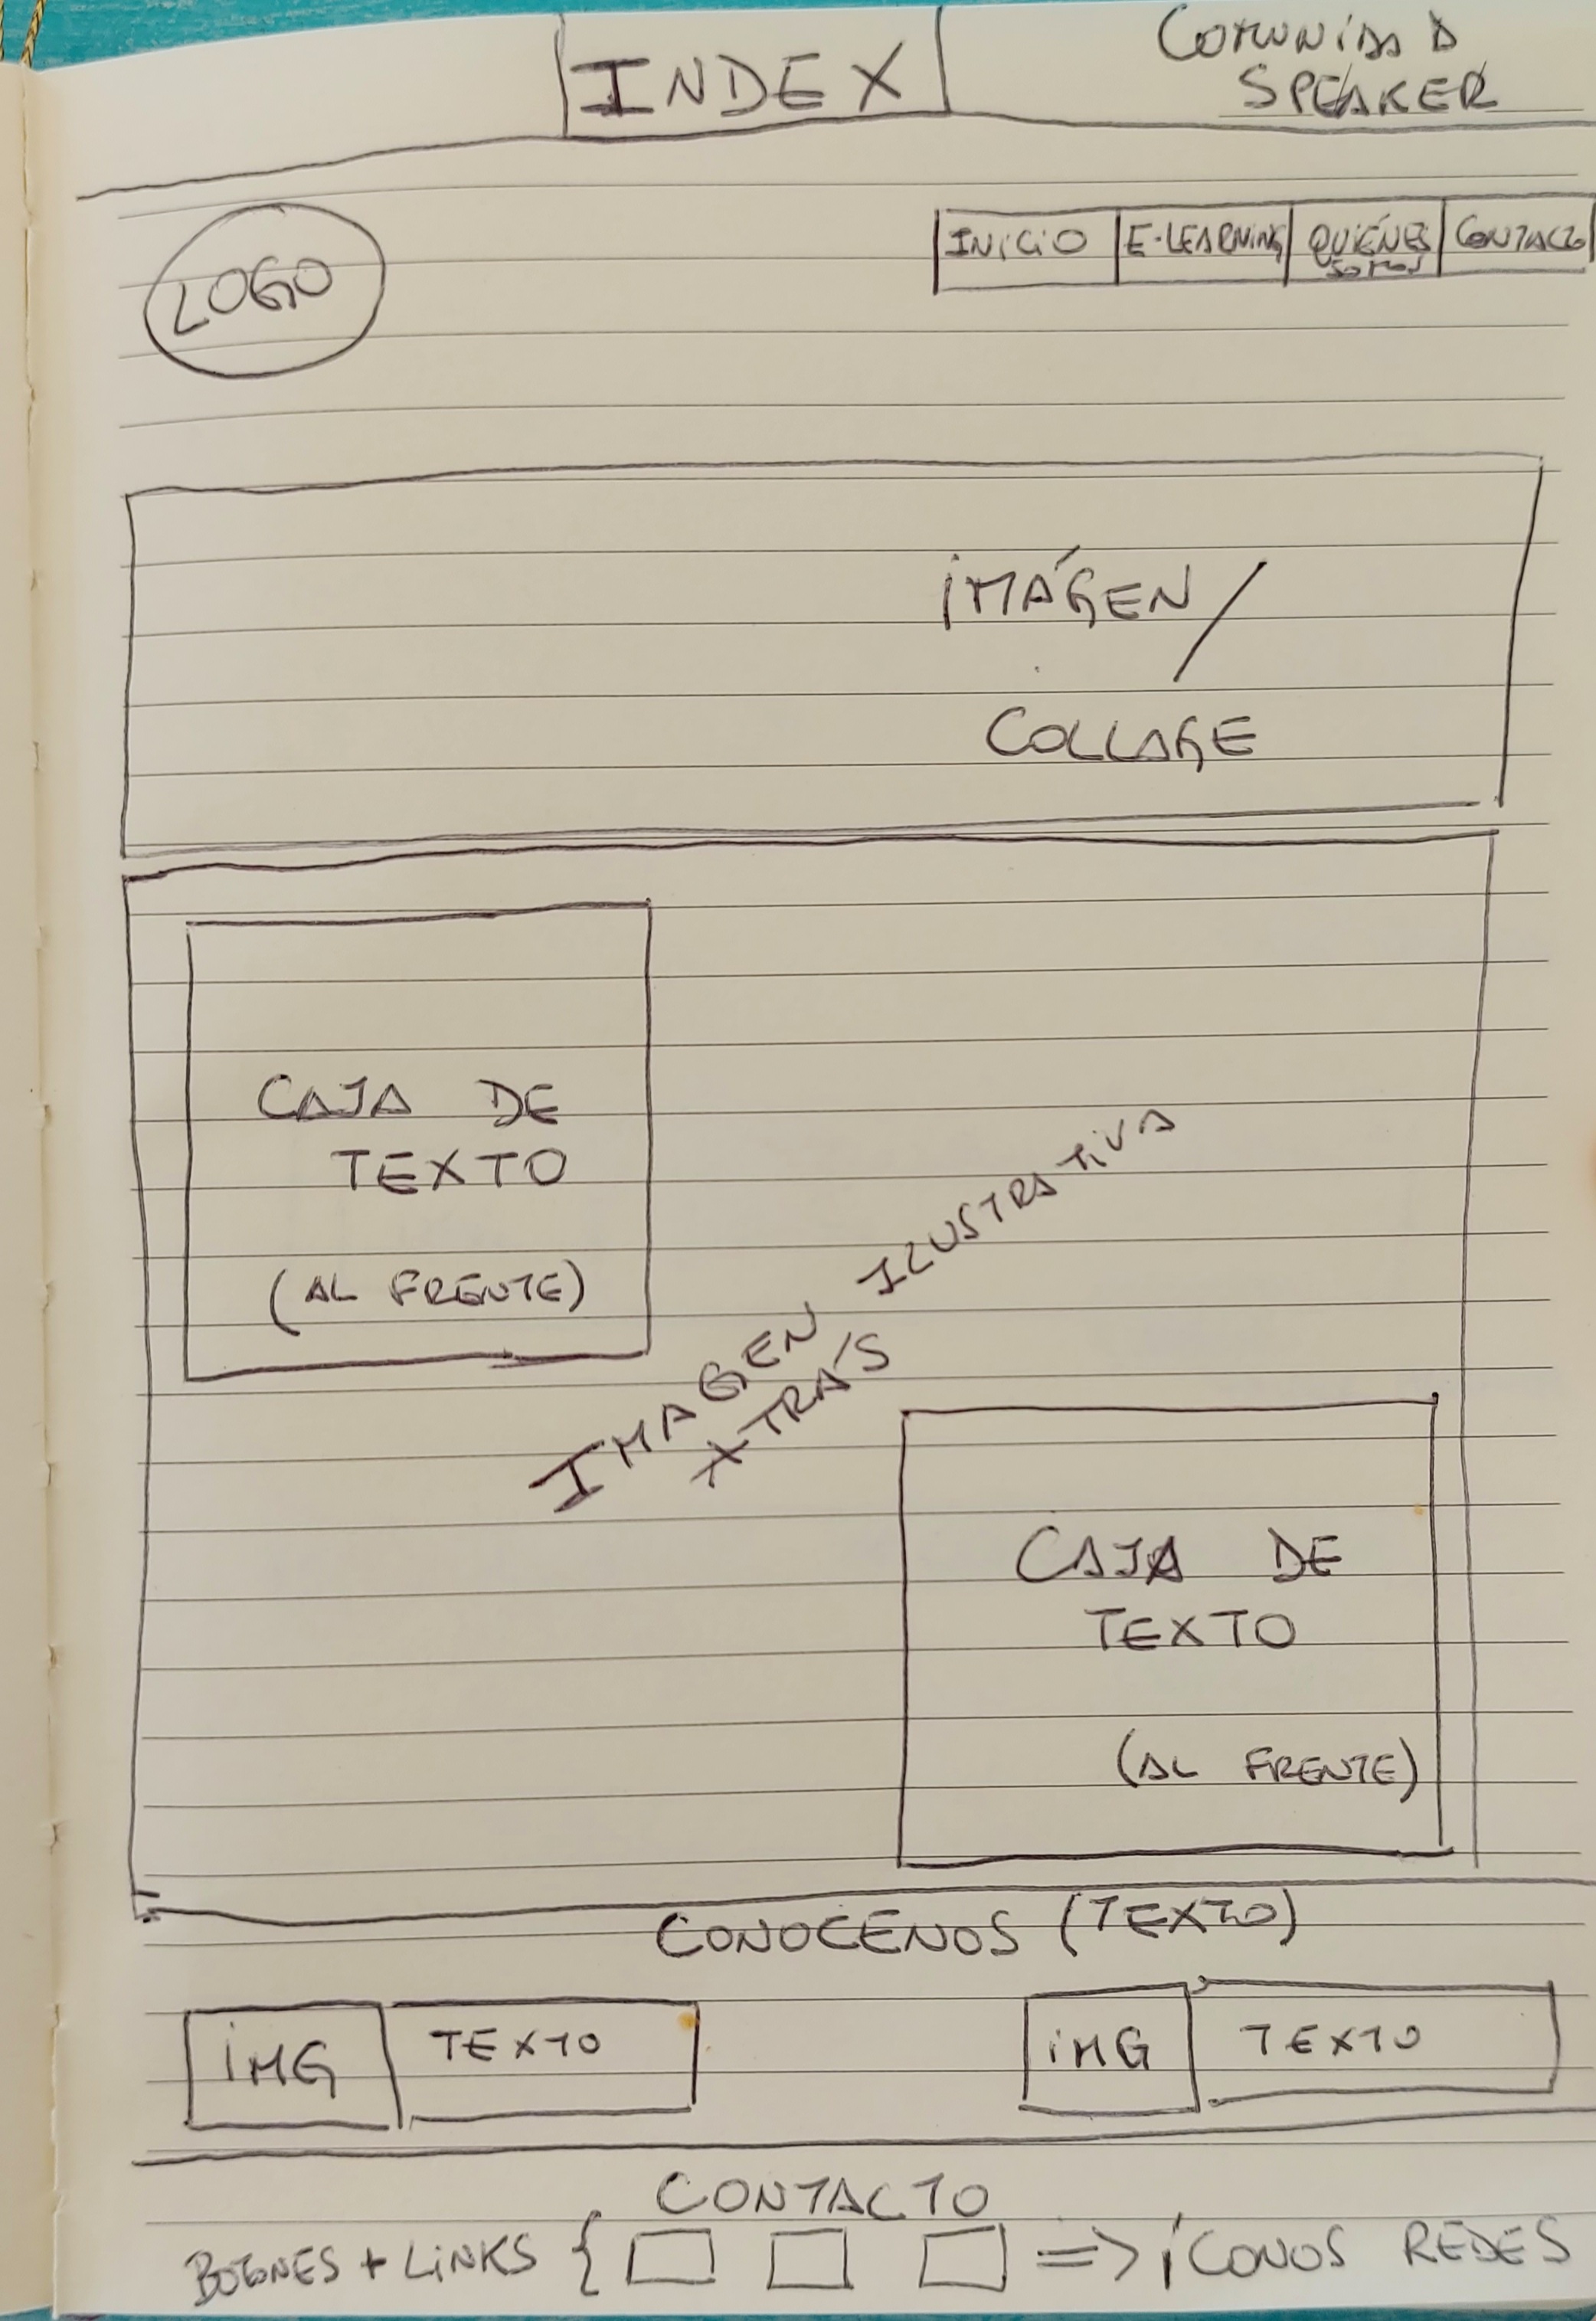 INDEX
COMUNIDAD
SPEAKER
LOGO
INICIO
E-LEARNING
QUIÉNES
SOMOS
CONTACTO
IMÁGEN/
COLLAGE
CAJA DE
TEXTO
(AL FRENTE)
IMAGEN ILUSTRATIVA
XTRÁS
CAJA DE
TEXTO
(AL FRENTE)
CONOCENOS (TEXTO)
IMG TEXTO
IMG TEXTO
CONTACTO
BOTONES + LINKS { => ÍCONOS REDES